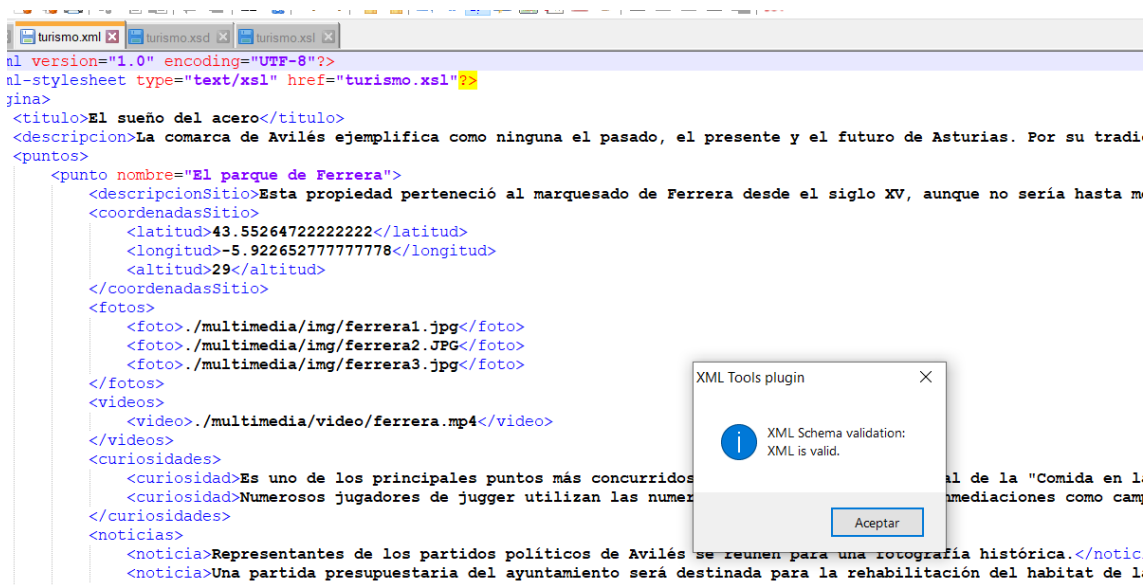 turismo.xml turismo.xsd turismo.xsl
ml version="1.0" encoding="UTF-8"?>
ml-stylesheet type="text/xsl" href="turismo.xsl"?>
gina>
<titulo>El sueño del acero</titulo>
<descripcion>La comarca de Avilés ejemplifica como ninguna el pasado, el presente y el futuro de Asturias. Por su tradi
<puntos>
<punto nombre="El parque de Ferrera">
<descripcionSitio>Esta propiedad perteneció al marquesado de Ferrera desde el siglo XV, aunque no sería hasta m
<coordenadasSitio>
<latitud>43.55264722222222</latitud>
<longitud>-5.922652777777778</longitud>
<altitud>29</altitud>
</coordenadasSitio>
<fotos>
<foto>./multimedia/img/ferrera1.jpg</foto>
<foto>./multimedia/img/ferrera2.JPG</foto>
<foto>./multimedia/img/ferrera3.jpg</foto>
</fotos>
<videos>
<video>./multimedia/video/ferrera.mp4</video>
</videos>
<curiosidades>
<curiosidad>Es uno de los principales puntos más concurridos al de la "Comida en la
<curiosidad>Numerosos jugadores de jugger utilizan las numer mediaciones como cam
</curiosidades>
<noticias>
<noticia>Representantes de los partidos políticos de Avilés se reunen para una fotografía histórica.</notic
<noticia>Una partida presupuestaria del ayuntamiento será destinada para la rehabilitación del habitat de l
XML Tools plugin
XML Schema validation:
XML is valid.
Aceptar